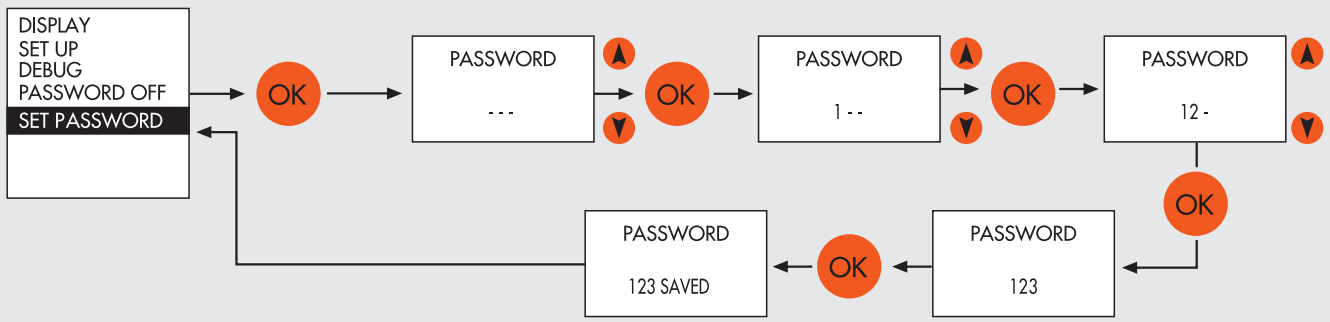 DISPLAY
SET UP
DEBUG
PASSWORD OFF
SET PASSWORD
OK
PASSWORD
- - -
OK
PASSWORD
1 - -
OK
PASSWORD
12 -
OK
PASSWORD
123
OK
PASSWORD
123 SAVED